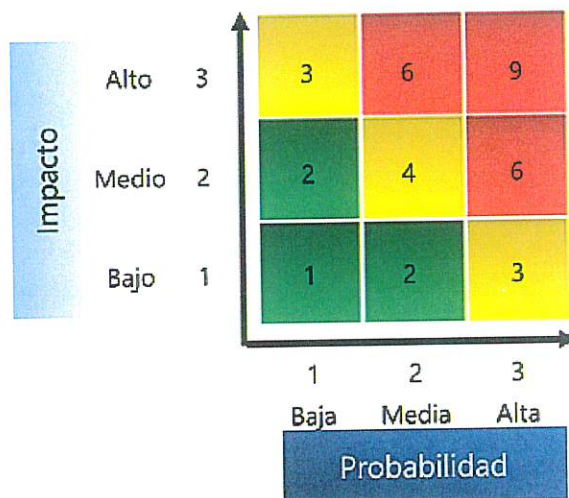 Impacto
Alto 3 3 6 9
Medio 2 2 4 6
Bajo 1 1 2 3
1 2 3
Baja Media Alta
Probabilidad